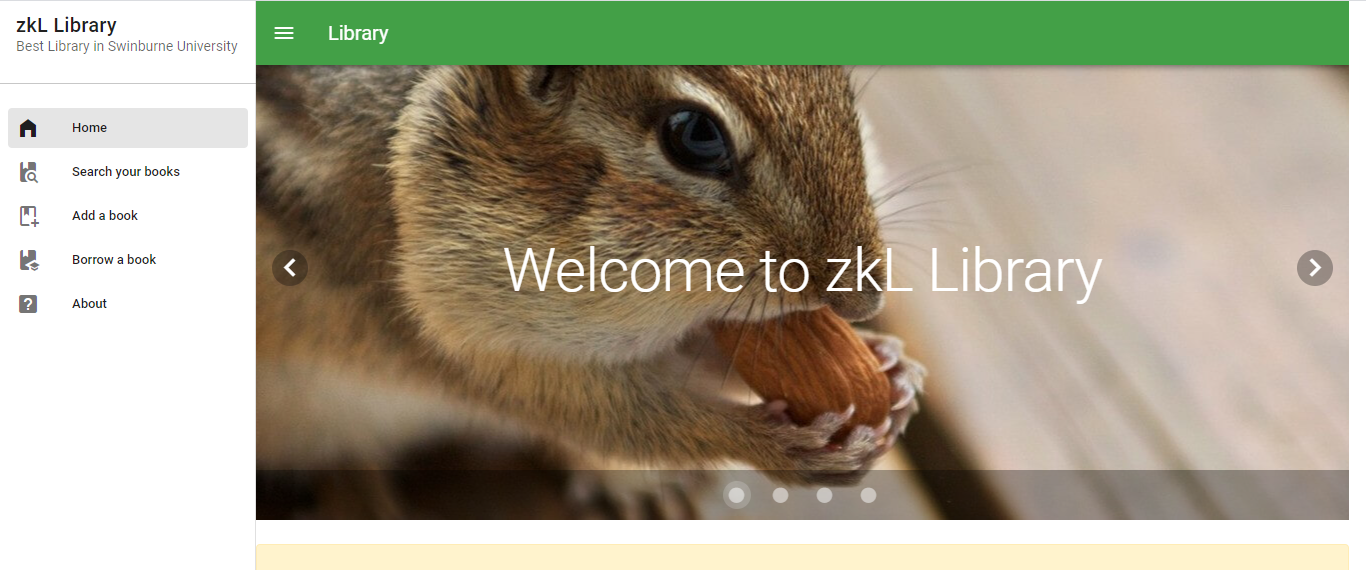 zkL Library
Best Library in Swinburne University
Home
Search your books
Add a book
Borrow a book
About
Library
Welcome to zkL Library